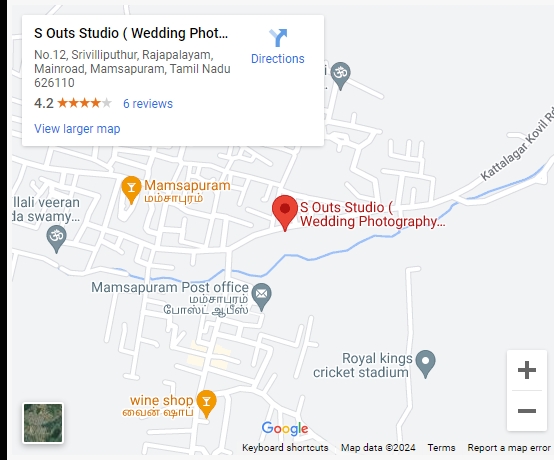 S Outs Studio ( Wedding Phot...
No.12, Srivilliputhur, Rajapalayam,
Mainroad, Mamsapuram, Tamil Nadu
626110
4.2 6 reviews
View larger map
Directions
Kattalagar Kovil Rd
Mamsapuram
மம்சாபுரம்
S Outs Studio (
Wedding Photography...
llali veeran
da swamy...
Mamsapuram Post office
மம்சாபுரம்
போஸ்ட் ஆபீஸ்
Royal kings
cricket stadium
wine shop
வைன் ஷாப்
Google
Keyboard shortcuts Map data ©2024 Terms Report a map error